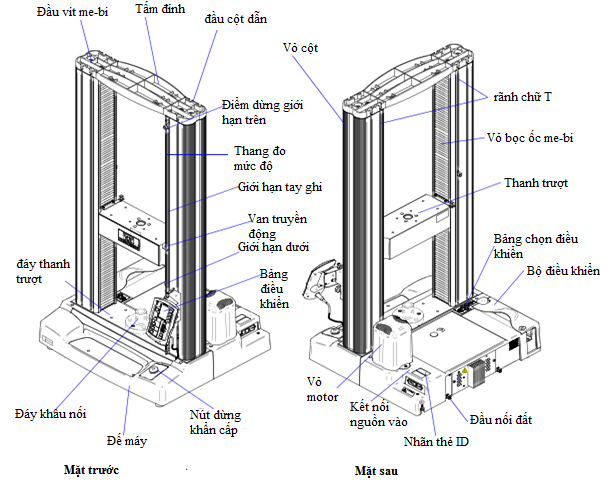 Đầu vít me-bi
Tấm đỉnh
đầu cột dẫn
Vỏ cột
Điểm dừng giới
hạn trên
rãnh chữ T
Thang đo
mức độ
Vỏ bọc ốc me-bi
Giới hạn tay ghi
Thanh trượt
Van truyền
động
Giới hạn dưới
Bảng chọn điều
khiển
đáy thanh
trượt
Bảng
điều
khiển
Bộ điều khiển
Đáy khấu nối
Nút dừng
khẩn cấp
Đế máy
Vỏ
motor
Kết nối
nguồn vào
Nhãn thẻ ID
Đầu nối đất
Mặt trước
Mặt sau